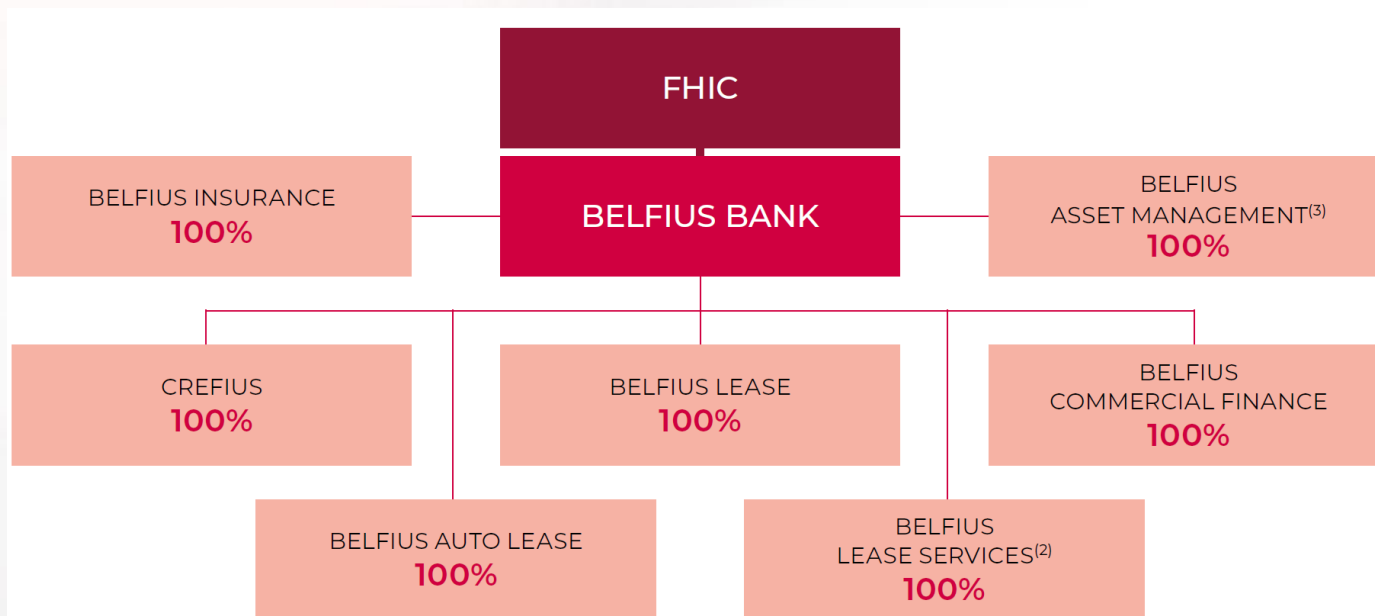 FHIC
BELFIUS INSURANCE
100%
BELFIUS BANK
BELFIUS
ASSET MANAGEMENT(3)
100%
CREFIUS
100%
BELFIUS LEASE
100%
BELFIUS
COMMERCIAL FINANCE
100%
BELFIUS AUTO LEASE
100%
BELFIUS
LEASE SERVICES(2)
100%